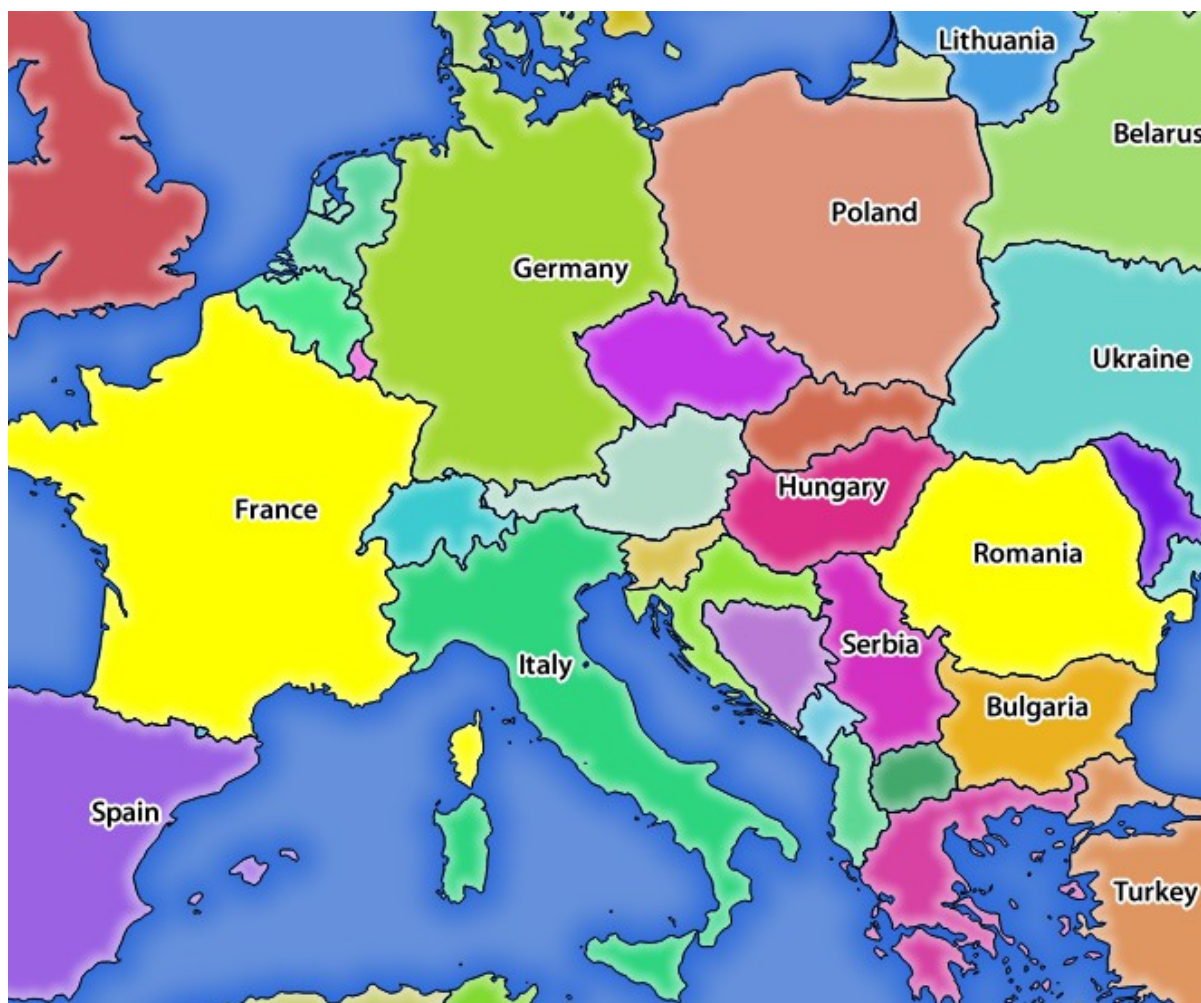 Lithuania
Belarus
Poland
Germany
Ukraine
Hungary
France
Romania
Serbia
Italy
Bulgaria
Spain
Turkey